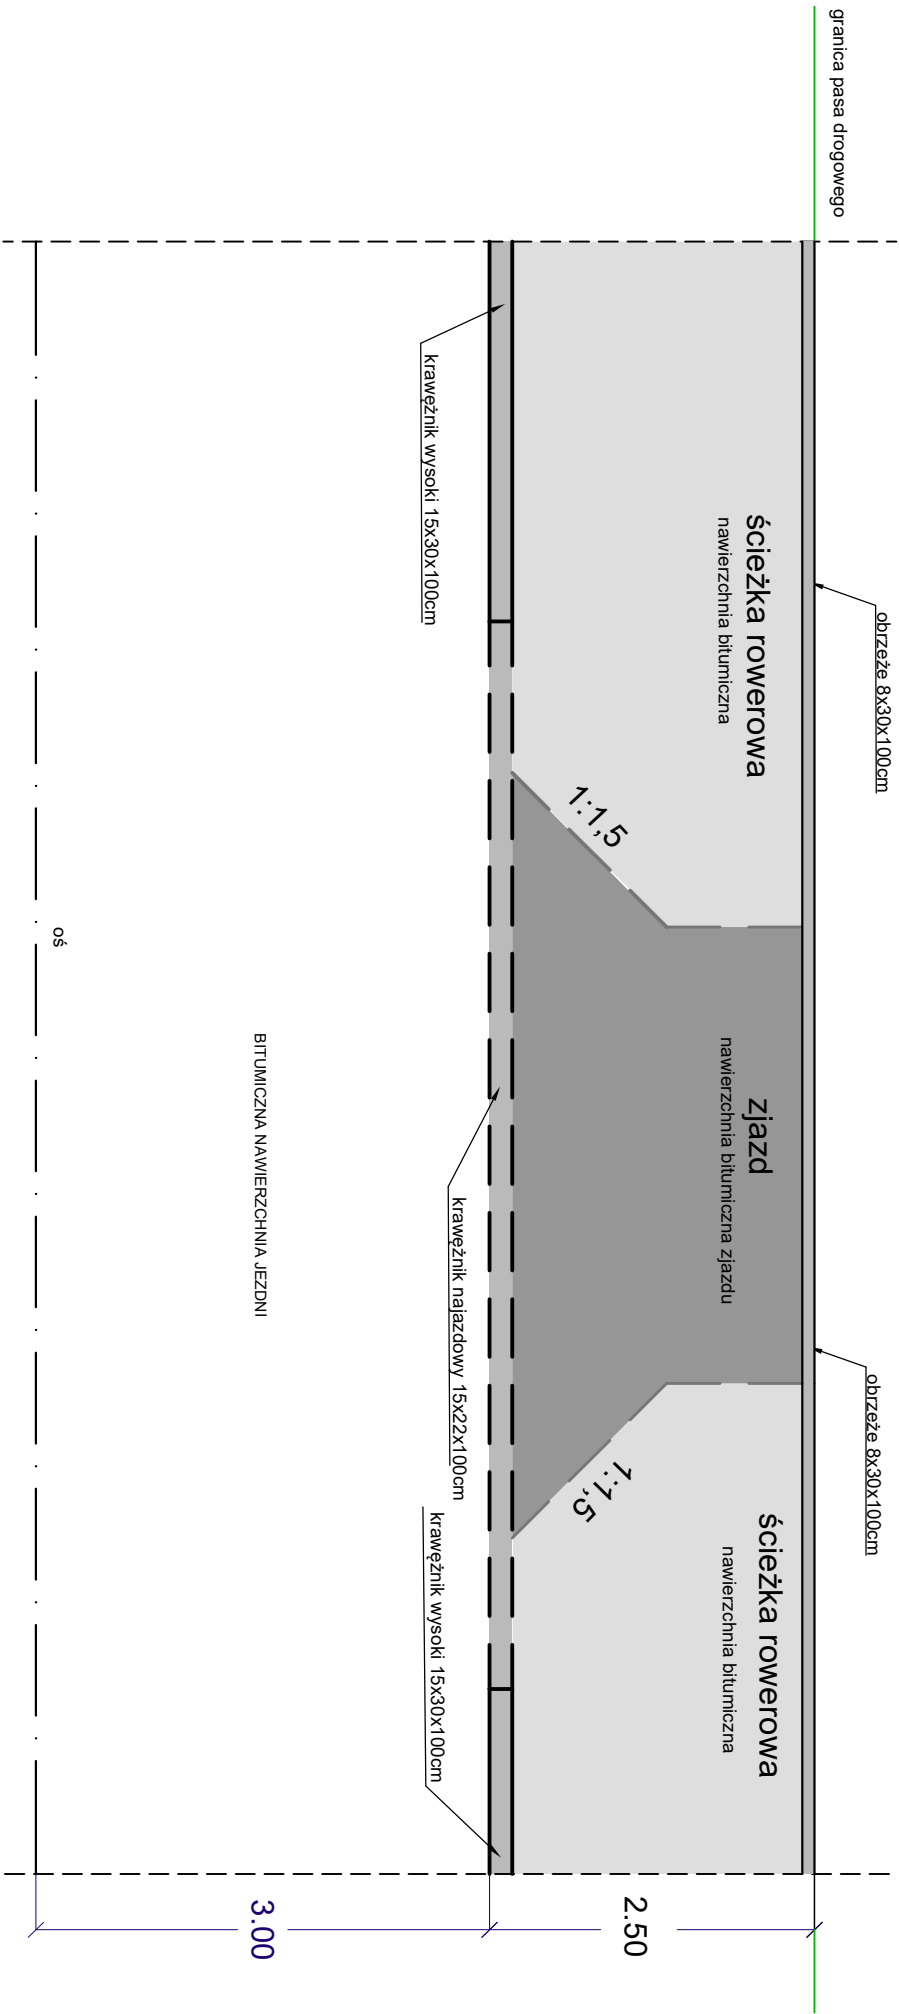 granica pasa drogowego
obrzeże 8x30x100cm
obrzeże 8x30x100cm
ścieżka rowerowa
nawierzchnia bitumiczna
zjazd
nawierzchnia bitumiczna zjazdu
ścieżka rowerowa
nawierzchnia bitumiczna
1:1,5
1:1,5
krawężnik wysoki 15x30x100cm
krawężnik najazdowy 15x22x100cm
krawężnik wysoki 15x30x100cm
BITUMICZNA NAWIERZCHNIA JEZDNI
oś
2.50
3.00